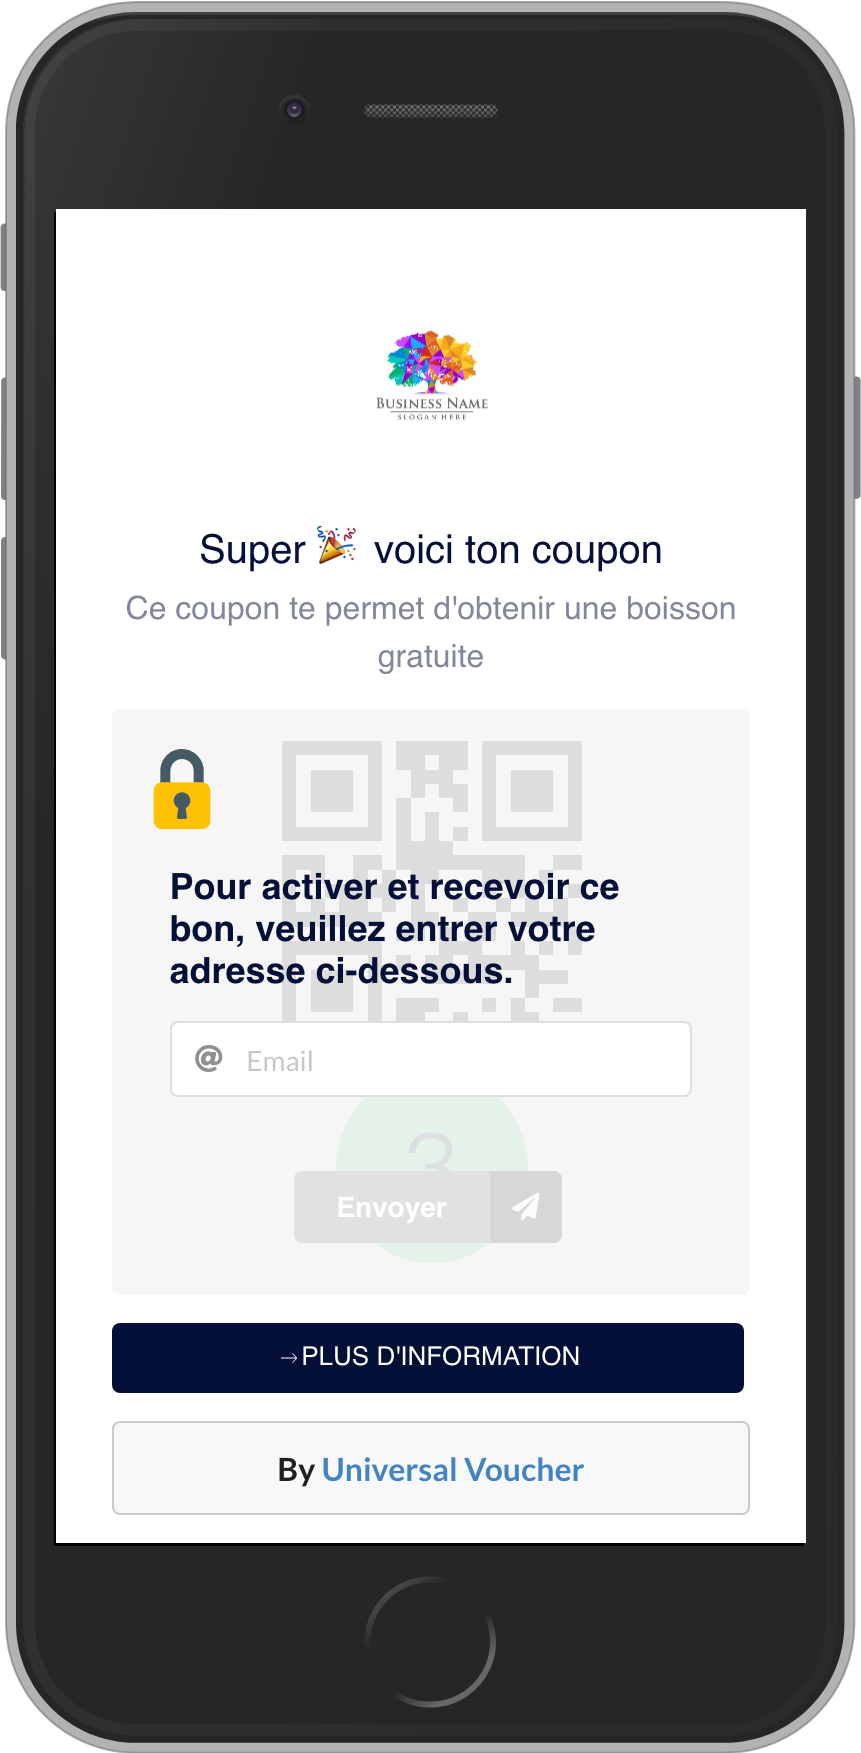 BUSINESS NAME
SLOGAN HERE
Super 🎉 voici ton coupon
Ce coupon te permet d'obtenir une boisson
gratuite
Pour activer et recevoir ce
bon, veuillez entrer votre
adresse ci-dessous.
@ Email
3
Envoyer
→PLUS D'INFORMATION
By Universal Voucher